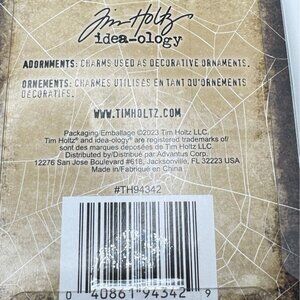 Tim Holtz
idea-ology
ADORNMENTS: CHARMS USED AS DECORATIVE ORNAMENTS.
ORNEMENTS: CHARMES UTILISÉS EN TANT QU'ORNEMENTS
DÉCORATIFS.
WWW.TIMHOLTZ.COM
Packaging/Emballage ©2023 Tim Holtz LLC.
Tim Holtz® and idea-ology® are registered trademarks of/
sont des marques déposées de Tim Holtz LLC.
Distributed by/Distribué par Advantus Corp.
12276 San Jose Boulevard #618, Jacksonville, FL 32223 USA
Made in/Fabriqué en China
#TH94342
0 40861 94342 9